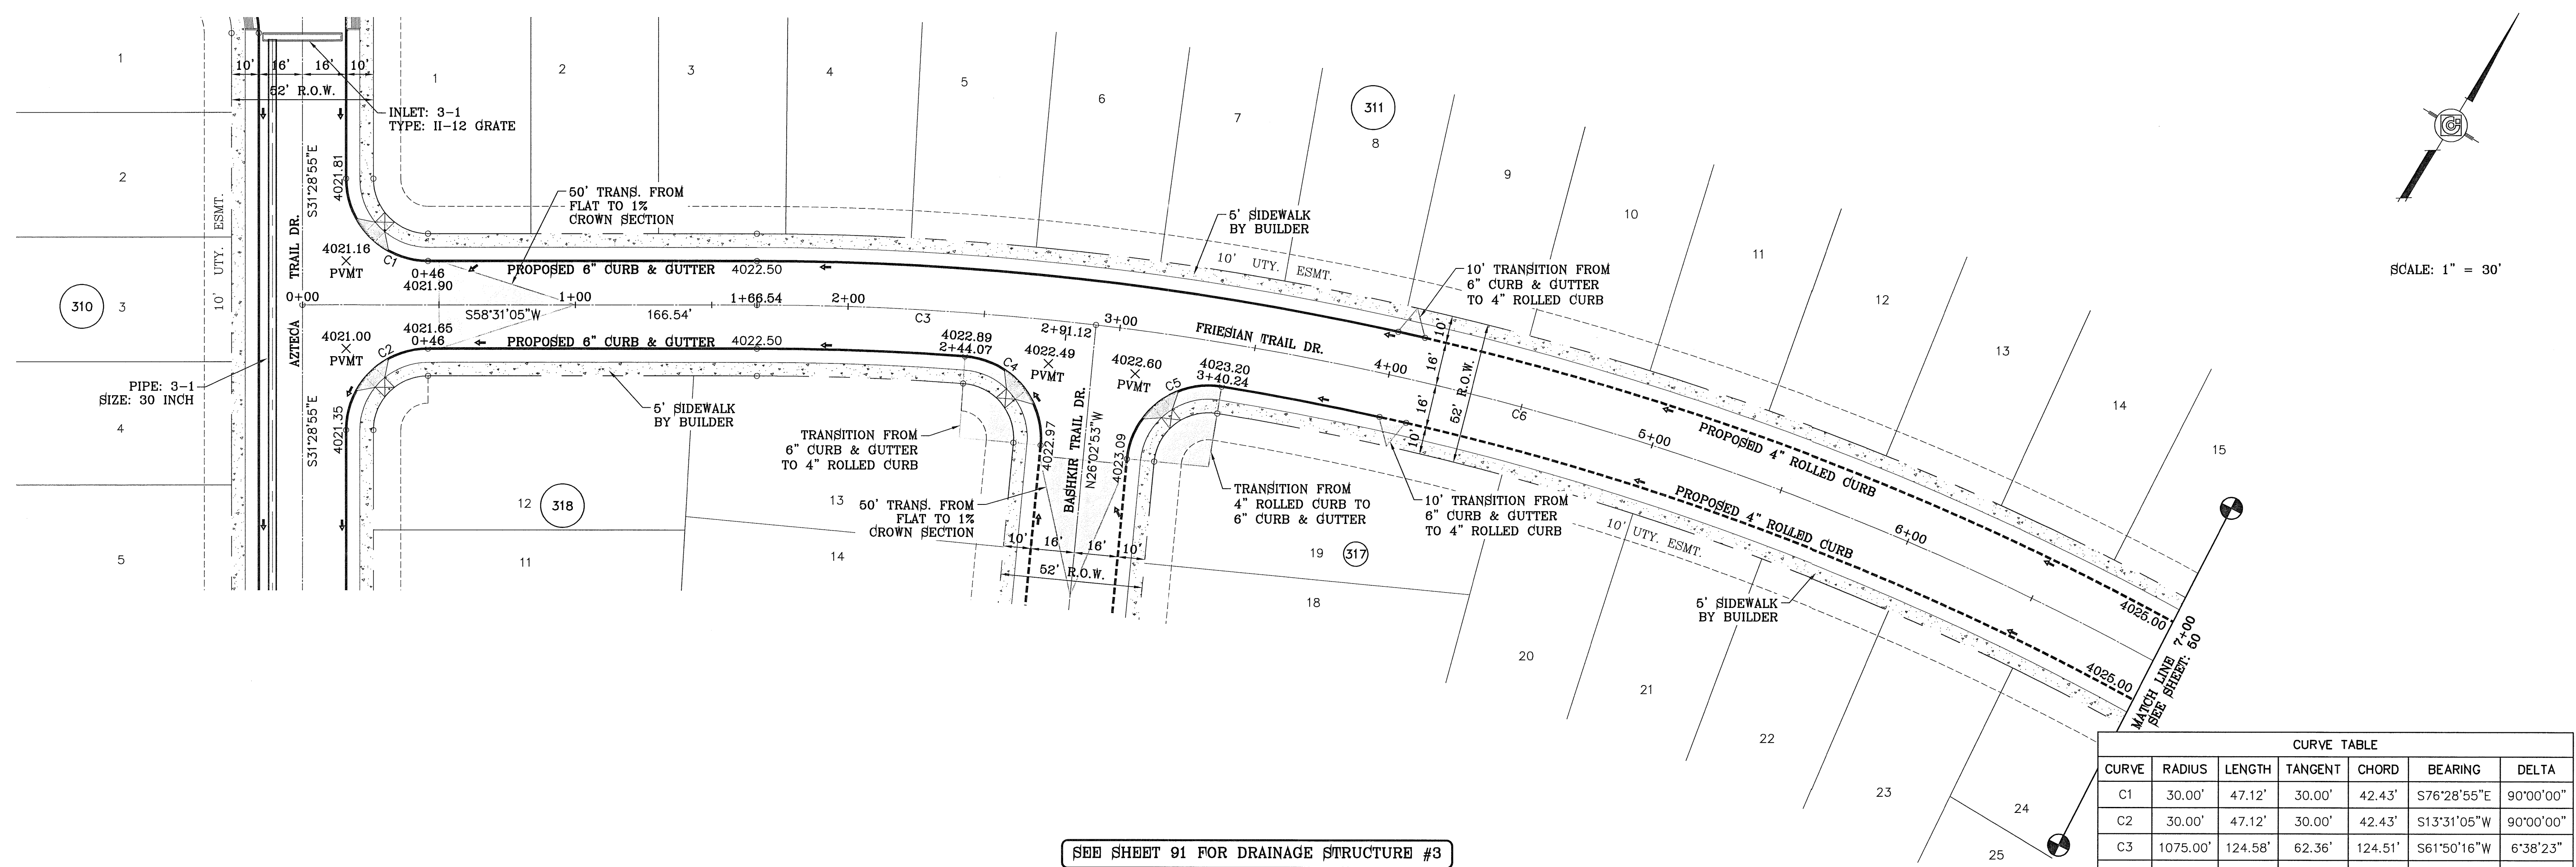 1
2
310
3
4
5
10' 16' 16' 10'
52' R.O.W.
INLET: 3-1
TYPE: II-12 GRATE
S31°28'55"E
4021.81
10' UTY. ESMT.
AZTECA TRAIL DR.
PIPE: 3-1
SIZE: 30 INCH
S31°28'55"E
4021.35
1
2
3
4
5
6
7
311
8
9
10
11
12
13
14
15
50' TRANS. FROM
FLAT TO 1%
CROWN SECTION
4021.16
PVMT
C1
0+46
4021.90
PROPOSED 6" CURB & GUTTER
4022.50
0+00
1+00
1+66.54
2+00
S58°31'05"W
166.54'
C3
4021.00
PVMT
C2
4021.65
0+46
PROPOSED 6" CURB & GUTTER
4022.50
5' SIDEWALK
BY BUILDER
5' SIDEWALK
BY BUILDER
10' UTY. ESMT.
4022.89
2+44.07
C4
2+91.12
3+00
4022.49
PVMT
4022.60
PVMT
FRIESIAN TRAIL DR.
C5
4023.20
3+40.24
4+00
C6
5+00
6+00
10' TRANSITION FROM
6" CURB & GUTTER
TO 4" ROLLED CURB
10'
16'
16'
10'
52' R.O.W.
TRANSITION FROM
6" CURB & GUTTER
TO 4" ROLLED CURB
4022.97
BASHKIR TRAIL DR.
N26°02'53"W
4023.09
50' TRANS. FROM
FLAT TO 1%
CROWN SECTION
10' 16' 16' 10'
52' R.O.W.
TRANSITION FROM
4" ROLLED CURB TO
6" CURB & GUTTER
10' TRANSITION FROM
6" CURB & GUTTER
TO 4" ROLLED CURB
PROPOSED 4" ROLLED CURB
PROPOSED 4" ROLLED CURB
10' UTY. ESMT.
5' SIDEWALK
BY BUILDER
12
318
13
11
14
19
317
18
20
21
22
23
24
25
4025.00
4025.00
MATCH LINE 7+00
SEE SHEET: 50
SCALE: 1" = 30'
SEE SHEET 91 FOR DRAINAGE STRUCTURE #3
CURVE TABLE
CURVE RADIUS LENGTH TANGENT CHORD BEARING DELTA
C1 30.00' 47.12' 30.00' 42.43' S76°28'55"E 90°00'00"
C2 30.00' 47.12' 30.00' 42.43' S13°31'05"W 90°00'00"
C3 1075.00' 124.58' 62.36' 124.51' S61°50'16"W 6°38'23"